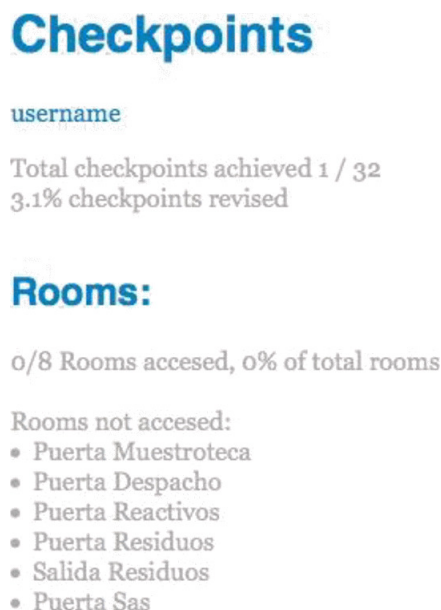 Checkpoints
username
Total checkpoints achieved 1 / 32
3.1% checkpoints revised
Rooms:
0/8 Rooms accesed, 0% of total rooms
Rooms not accesed:
• Puerta Muestroteca
• Puerta Despacho
• Puerta Reactivos
• Puerta Residuos
• Salida Residuos
• Puerta Sas